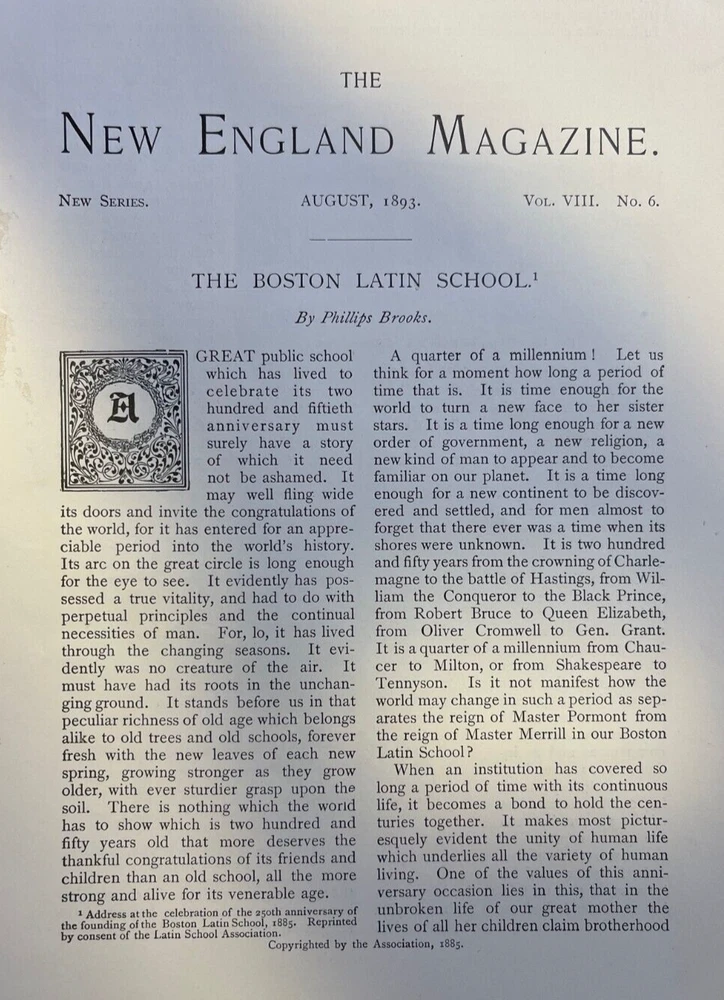 THE
NEW ENGLAND MAGAZINE.
NEW SERIES.
AUGUST, 1893.
VOL. VIII. NO. 6.
THE BOSTON LATIN SCHOOL.¹
By Phillips Brooks.
A GREAT public school
which has lived to
celebrate its two
hundred and fiftieth
anniversary must
surely have a story
of which it need
not be ashamed. It
may well fling wide
its doors and invite the congratulations of
the world, for it has entered for an appre-
ciable period into the world's history.
Its arc on the great circle is long enough
for the eye to see. It evidently has pos-
sessed a true vitality, and had to do with
perpetual principles and the continual
necessities of man. For, lo, it has lived
through the changing seasons. It evi-
dently was no creature of the air. It
must have had its roots in the unchan-
ging ground. It stands before us in that
peculiar richness of old age which belongs
alike to old trees and old schools, forever
fresh with the new leaves of each new
spring, growing stronger as they grow
older, with ever sturdier grasp upon the
soil. There is nothing which the world
has to show which is two hundred and
fifty years old that more deserves the
thankful congratulations of its friends and
children than an old school, all the more
strong and alive for its venerable age.
¹ Address at the celebration of the 250th anniversary of
the founding of the Boston Latin School, 1885. Reprinted
by consent of the Latin School Association.
A quarter of a millennium! Let us
think for a moment how long a period of
time that is. It is time enough for the
world to turn a new face to her sister
stars. It is a time long enough for a new
order of government, a new religion, a
new kind of man to appear and to become
familiar on our planet. It is a time long
enough for a new continent to be discov-
ered and settled, and for men almost to
forget that there ever was a time when its
shores were unknown. It is two hundred
and fifty years from the crowning of Charle-
magne to the battle of Hastings, from Wil-
liam the Conqueror to the Black Prince,
from Robert Bruce to Queen Elizabeth,
from Oliver Cromwell to Gen. Grant.
It is a quarter of a millennium from Chau-
cer to Milton, or from Shakespeare to
Tennyson. Is it not manifest how the
world may change in such a period as sep-
arates the reign of Master Pormont from
the reign of Master Merrill in our Boston
Latin School?
When an institution has covered so
long a period of time with its continuous
life, it becomes a bond to hold the cen-
turies together. It makes most pictur-
esquely evident the unity of human life
which underlies all the variety of human
living. One of the values of this anni-
versary occasion lies in this, that in the
unbroken life of our great mother the
lives of all her children claim brotherhood
Copyrighted by the Association, 1885.